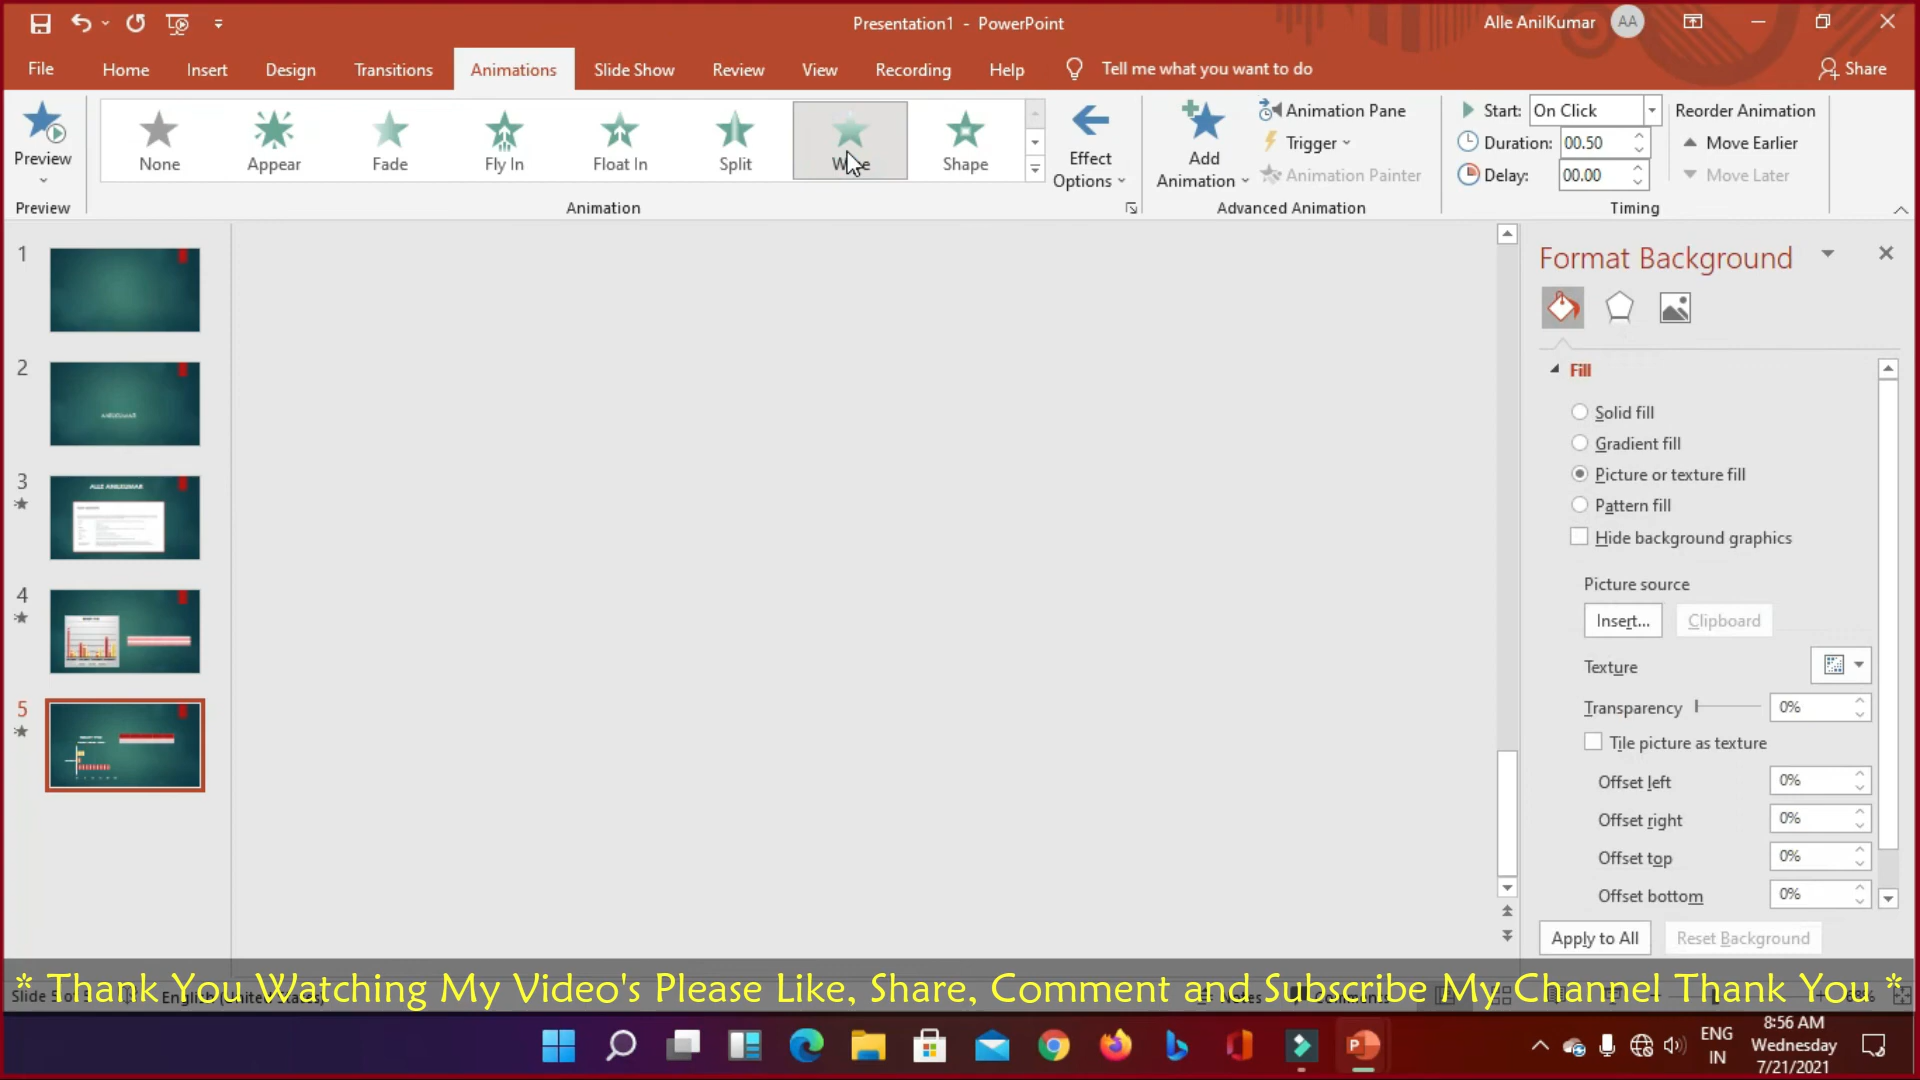 Presentation1 - PowerPoint
Alle AnilKumar
AA
File
Home
Insert
Design
Transitions
Animations
Slide Show
Review
View
Recording
Help
Tell me what you want to do
Share
Preview
Preview
None
Appear
Fade
Fly In
Float In
Split
Wipe
Shape
Animation
Effect
Options
Add
Animation
Animation Pane
Trigger
Animation Painter
Advanced Animation
Start: On Click
Duration: 00.50
Delay: 00.00
Timing
Reorder Animation
Move Earlier
Move Later
1
2
3
ALLE ANILKUMAR
4
5
Format Background
Fill
Solid fill
Gradient fill
Picture or texture fill
Pattern fill
Hide background graphics
Picture source
Insert...
Clipboard
Texture
Transparency 0%
Tile picture as texture
Offset left 0%
Offset right 0%
Offset top 0%
Offset bottom 0%
Apply to All
Reset Background
* Thank You Watching My Video's Please Like, Share, Comment and Subscribe My Channel Thank You *
ENG
IN
8:56 AM
Wednesday
7/21/2021